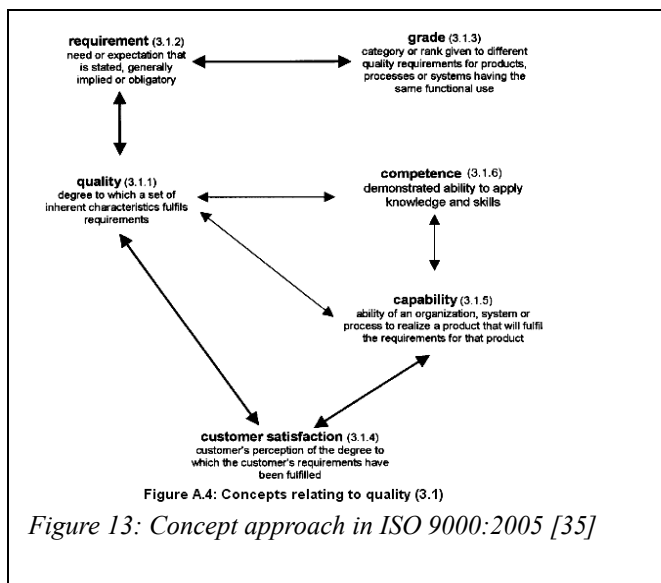 requirement (3.1.2)
need or expectation that
is stated, generally
implied or obligatory
grade (3.1.3)
category or rank given to different
quality requirements for products,
processes or systems having the
same functional use
quality (3.1.1)
degree to which a set of
inherent characteristics fulfils
requirements
competence (3.1.6)
demonstrated ability to apply
knowledge and skills
capability (3.1.5)
ability of an organization, system or
process to realize a product that will fulfil
the requirements for that product
customer satisfaction (3.1.4)
customer's perception of the degree to
which the customer's requirements have
been fulfilled
Figure A.4: Concepts relating to quality (3.1)
Figure 13: Concept approach in ISO 9000:2005 [35]